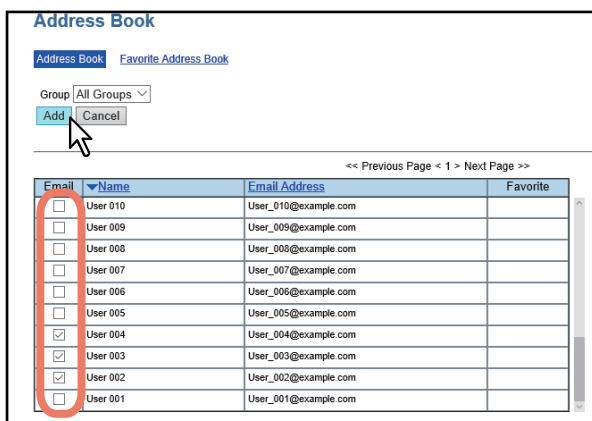 Address Book
Address Book Favorite Address Book
Group All Groups
Add Cancel
<< Previous Page < 1 > Next Page >>
Email Name Email Address Favorite
User 010 User_010@example.com
User 009 User_009@example.com
User 008 User_008@example.com
User 007 User_007@example.com
User 006 User_006@example.com
User 005 User_005@example.com
User 004 User_004@example.com
User 003 User_003@example.com
User 002 User_002@example.com
User 001 User_001@example.com